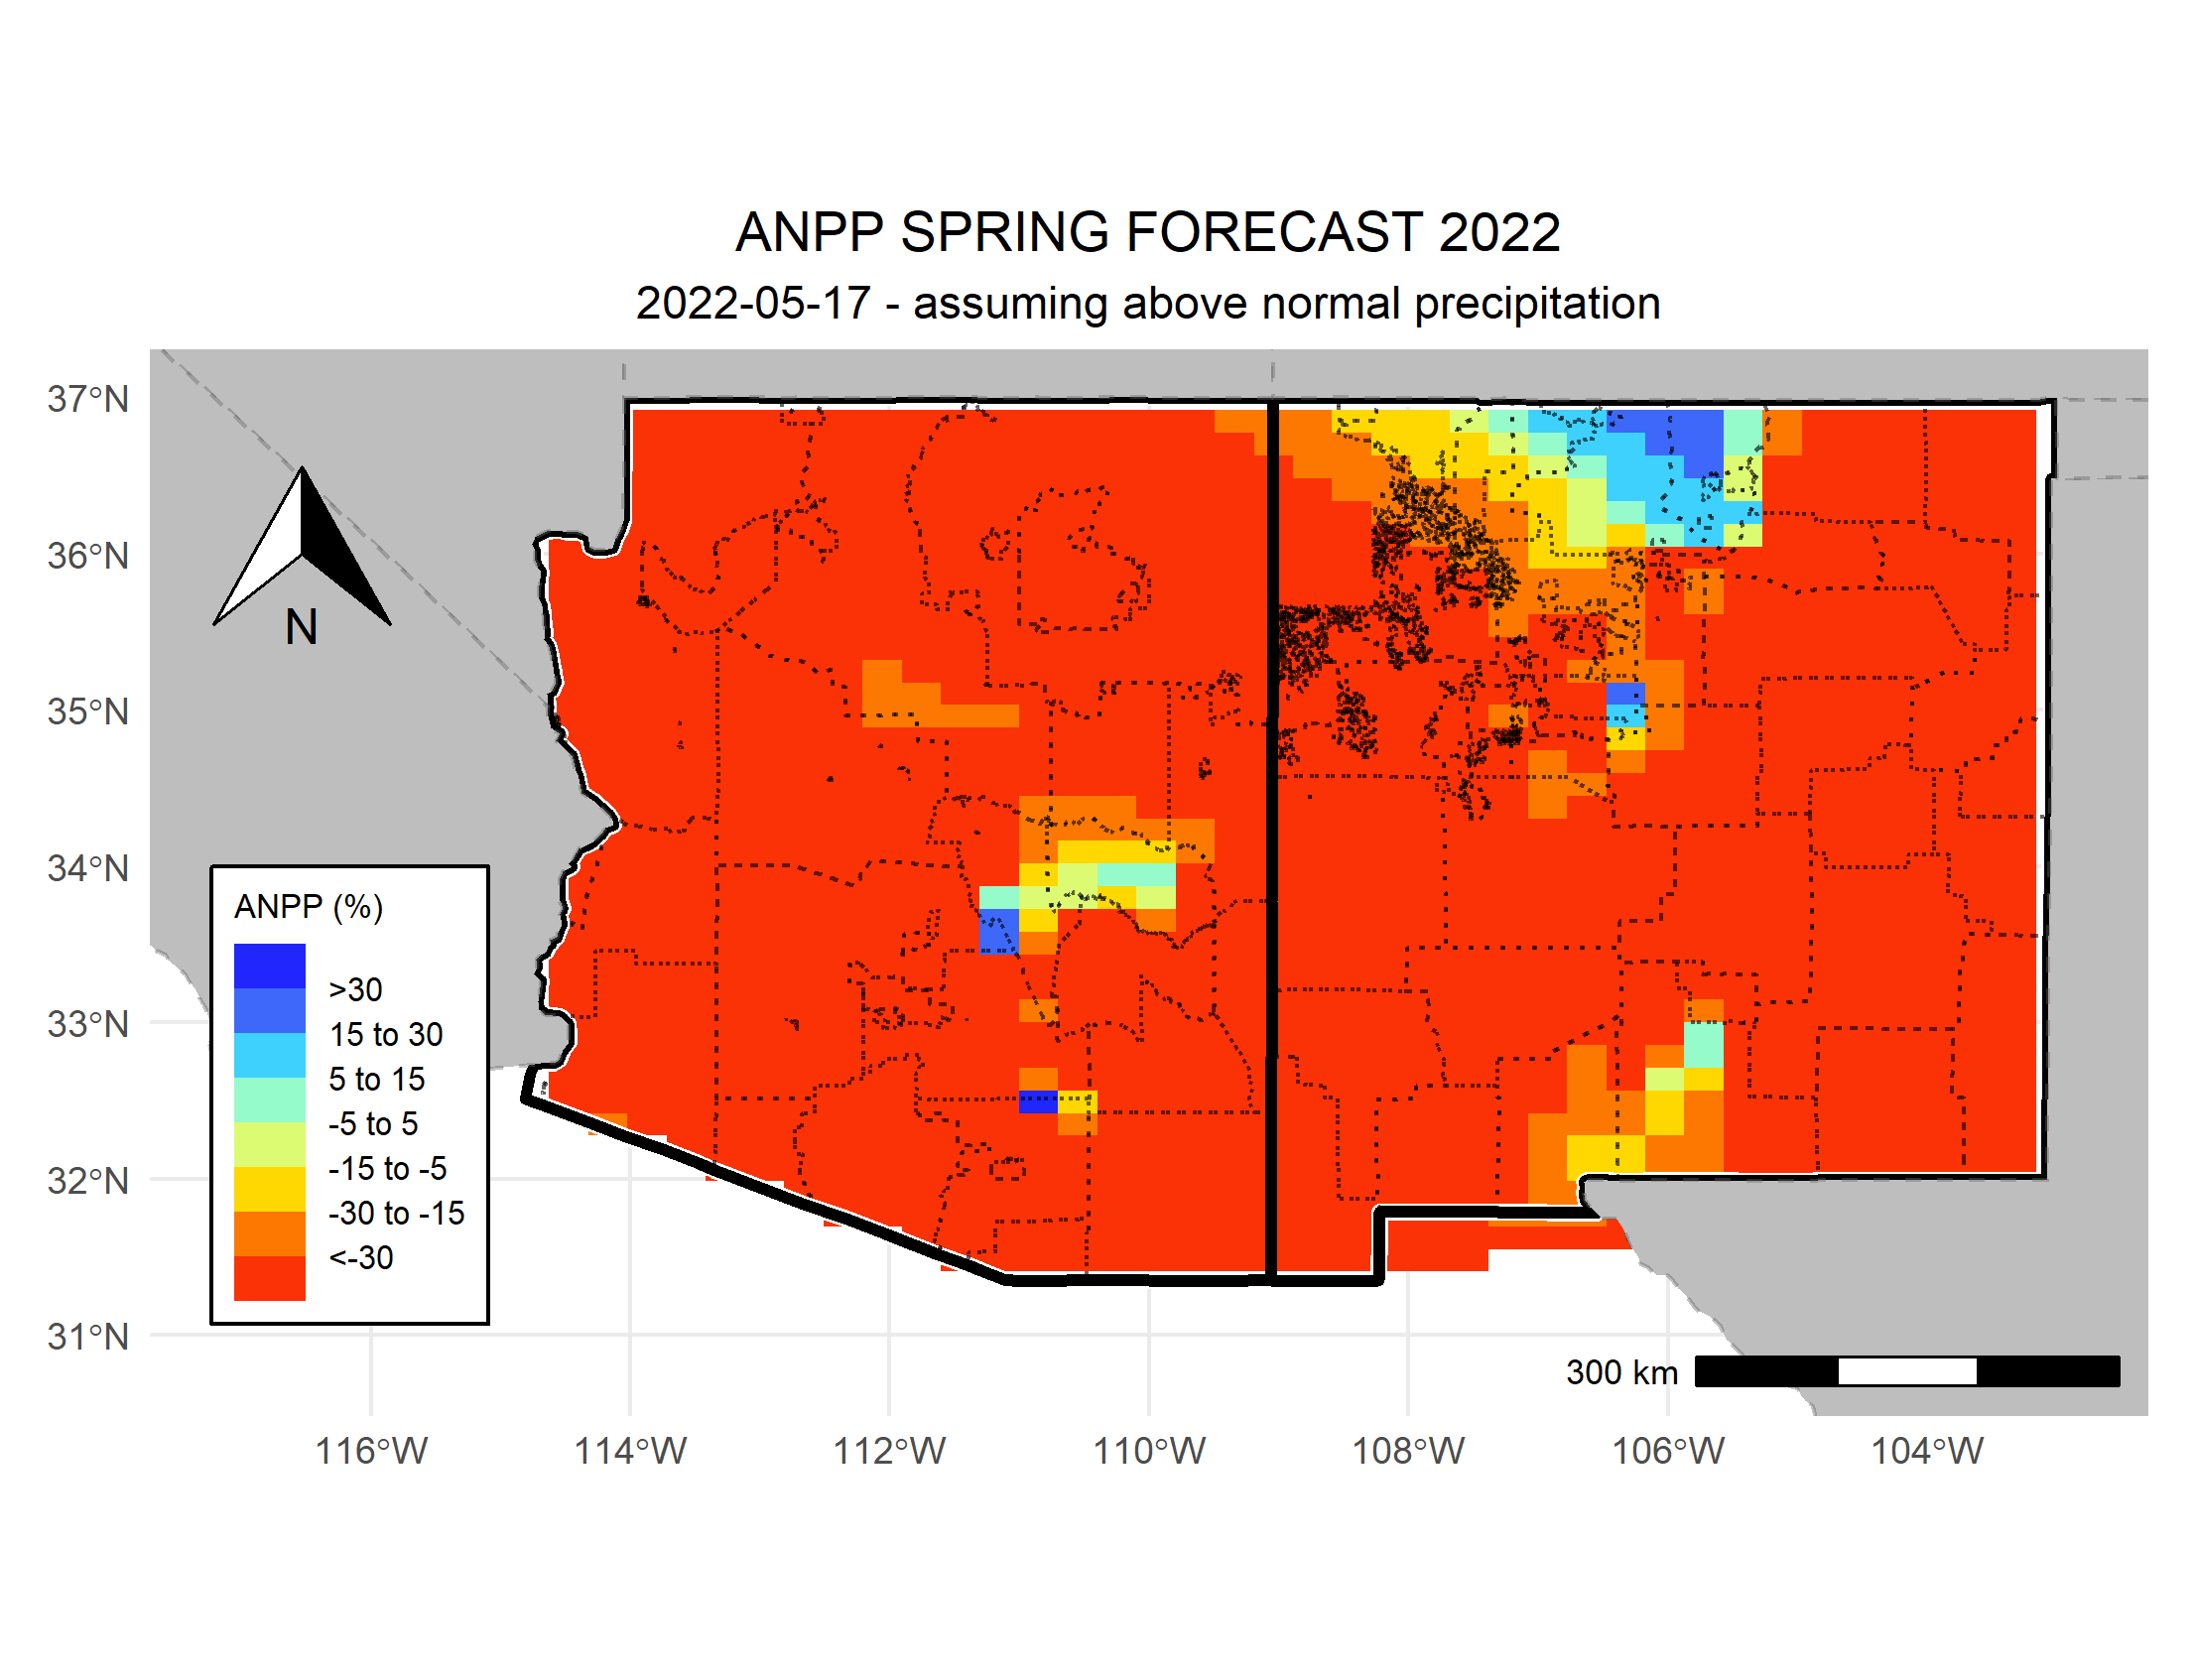 ANPP SPRING FORECAST 2022
2022-05-17 - assuming above normal precipitation
37°N
36°N
35°N
34°N
33°N
32°N
31°N
N
ANPP (%)
>30
15 to 30
5 to 15
-5 to 5
-15 to -5
-30 to -15
<-30
300 km
116°W
114°W
112°W
110°W
108°W
106°W
104°W